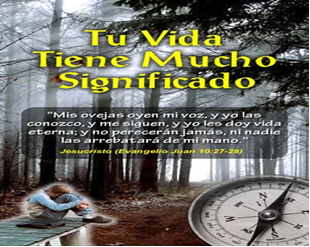 Tu Vida
Tiene Mucho
Significado
"Mis ovejas oyen mi voz, y yo las
conozco, y me siguen, y yo les doy vida
eterna; y no perecerán jamás, ni nadie
las arrebatará de mi mano."
Jesucristo (Evangelio Juan 10:27-28)